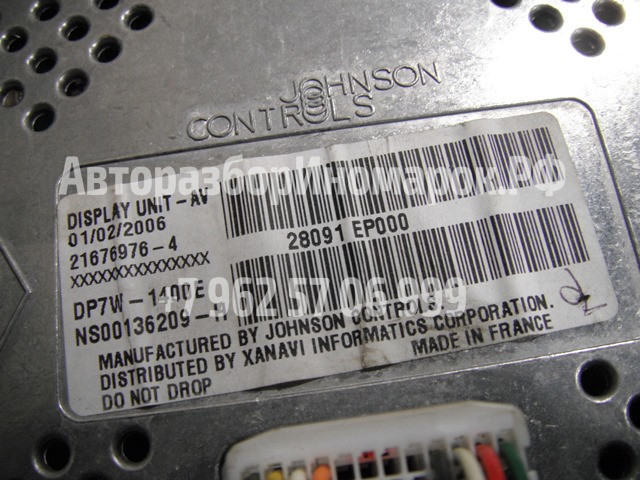 JOHNSON
CONTROLS
АвторазборИномарок.РФ
DISPLAY UNIT-AV
01/02/2006
21676976-4
XXXXXXXXXXXXXXX
28091 EP000
DP7W-1400E
+7 962 57 06 999
NS00136209-
MANUFACTURED BY JOHNSON CONTROLS
DISTRIBUTED BY XANAVI INFORMATICS CORPORATION.
DO NOT DROP
MADE IN FRANCE